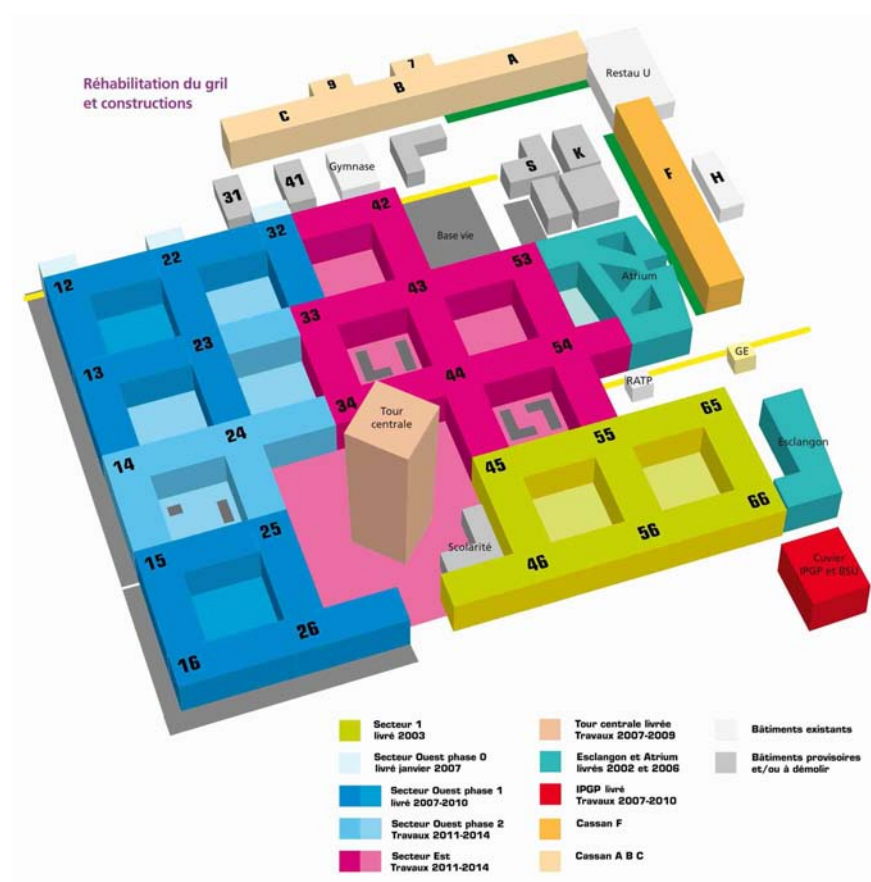 Réhabilitation du gril
et constructions
A
7
B
9
C
Restau U
Gymnase
S
K
F
H
31
41
42
32
22
12
Base vie
53
43
Atrium
33
23
13
54
44
34
Tour
centrale
GE
RATP
65
24
14
55
45
Esclangon
66
25
15
Scolarité
56
46
Cuvier
IPGP et BSU
26
16
Secteur 1
livré 2003
Secteur Ouest phase 0
livré janvier 2007
Secteur Ouest phase 1
livré 2007-2010
Secteur Ouest phase 2
Travaux 2011-2014
Secteur Est
Travaux 2011-2014
Tour centrale livrée
Travaux 2007-2009
Esclangon et Atrium
livrés 2002 et 2006
IPGP livré
Travaux 2007-2010
Cassan F
Cassan A B C
Bâtiments existants
Bâtiments provisoires
et/ou à démolir